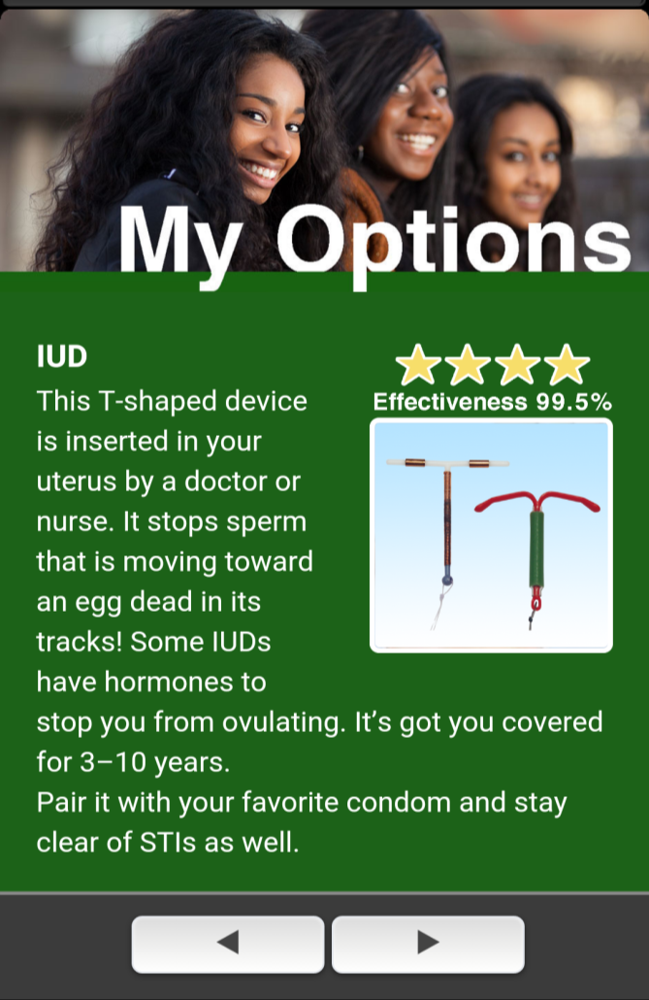 My Options
IUD
Effectiveness 99.5%
This T-shaped device
is inserted in your
uterus by a doctor or
nurse. It stops sperm
that is moving toward
an egg dead in its
tracks! Some IUDs
have hormones to
stop you from ovulating. It’s got you covered
for 3–10 years.
Pair it with your favorite condom and stay
clear of STIs as well.